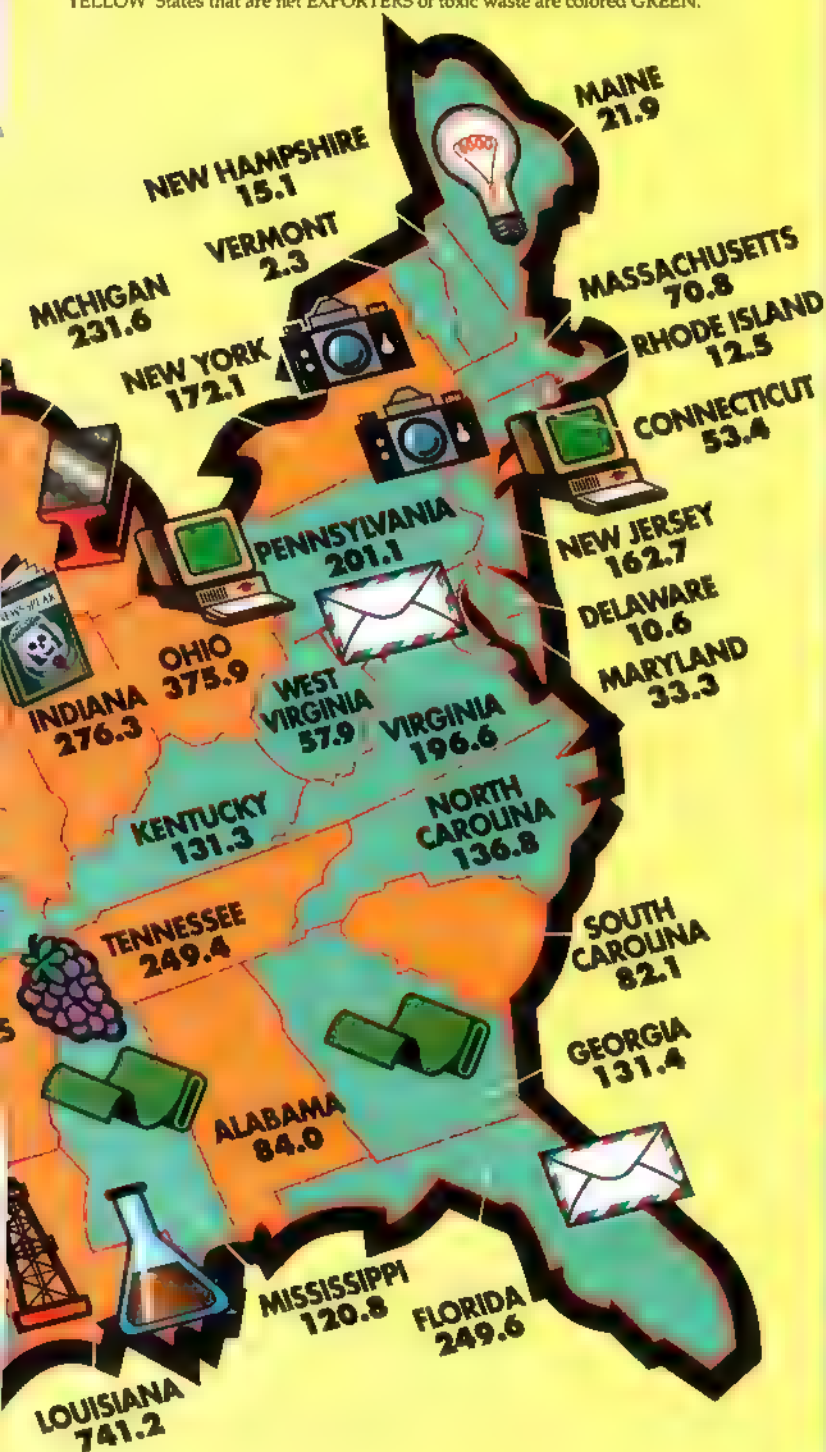 YELLOW States that are net EXPORTERS of toxic waste are colored GREEN.
MAINE
21.9
NEW HAMPSHIRE
15.1
VERMONT
2.3
MASSACHUSETTS
70.8
MICHIGAN
231.6
RHODE ISLAND
12.5
NEW YORK
172.1
CONNECTICUT
53.4
PENNSYLVANIA
201.1
NEW JERSEY
162.7
DELAWARE
10.6
OHIO
375.9
MARYLAND
33.3
INDIANA
276.3
WEST
VIRGINIA
57.9
VIRGINIA
196.6
KENTUCKY
131.3
NORTH
CAROLINA
136.8
TENNESSEE
249.4
SOUTH
CAROLINA
82.1
S
GEORGIA
131.4
ALABAMA
84.0
MISSISSIPPI
120.8
FLORIDA
249.6
LOUISIANA
741.2